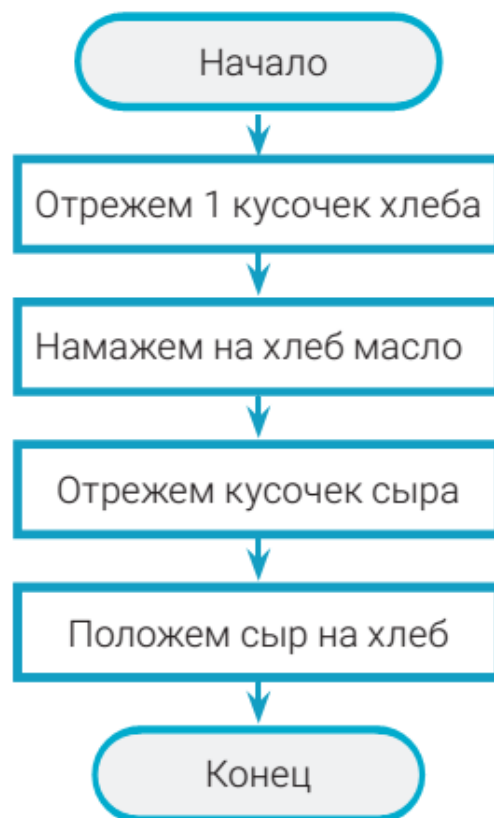 Начало
Отрежем 1 кусочек хлеба
Намажем на хлеб масло
Отрежем кусочек сыра
Положем сыр на хлеб
Конец